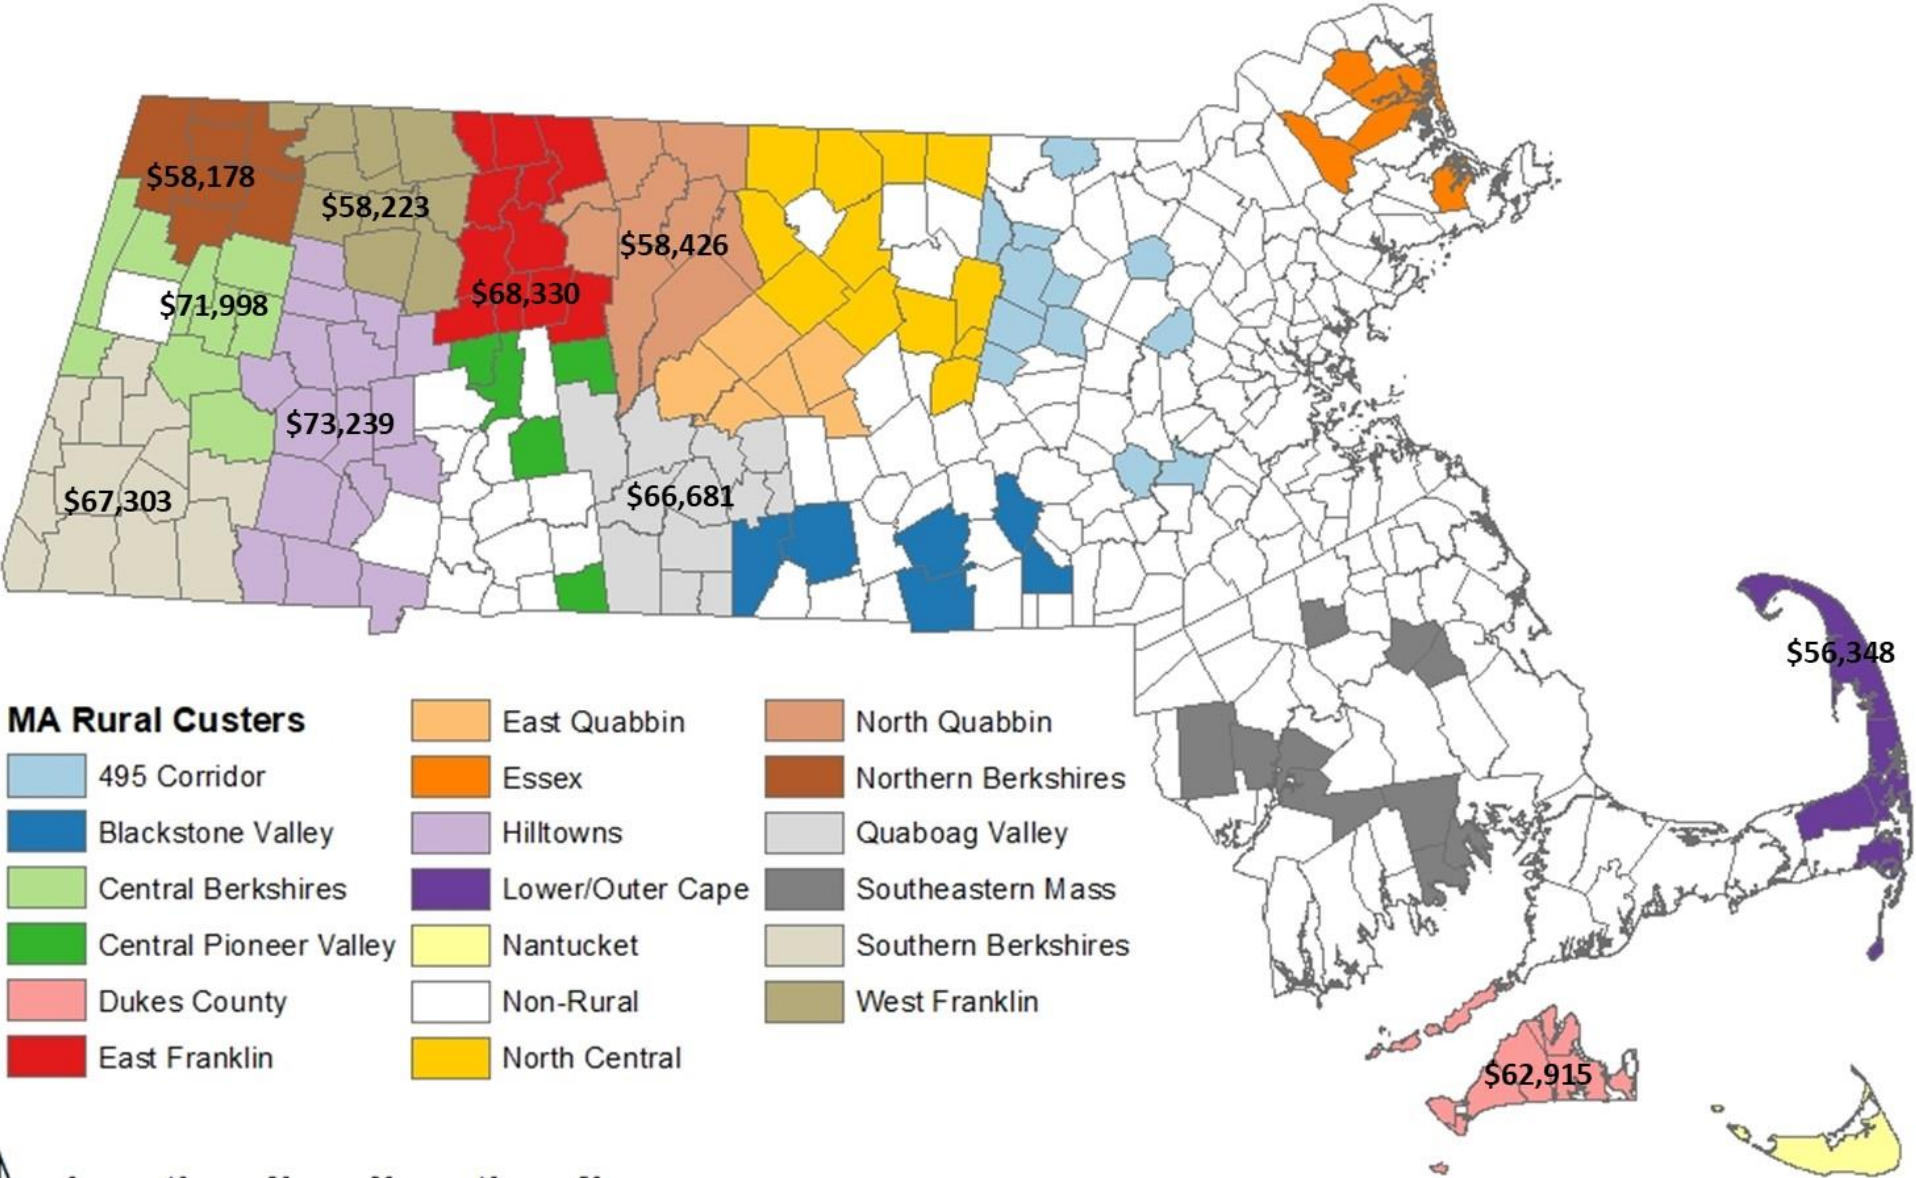 $58,178
$58,223
$58,426
$68,330
$71,998
$73,239
$67,303
$66,681
$56,348
$62,915
MA Rural Custers
495 Corridor
Blackstone Valley
Central Berkshires
Central Pioneer Valley
Dukes County
East Franklin
East Quabbin
Essex
Hilltowns
Lower/Outer Cape
Nantucket
Non-Rural
North Central
North Quabbin
Northern Berkshires
Quaboag Valley
Southeastern Mass
Southern Berkshires
West Franklin